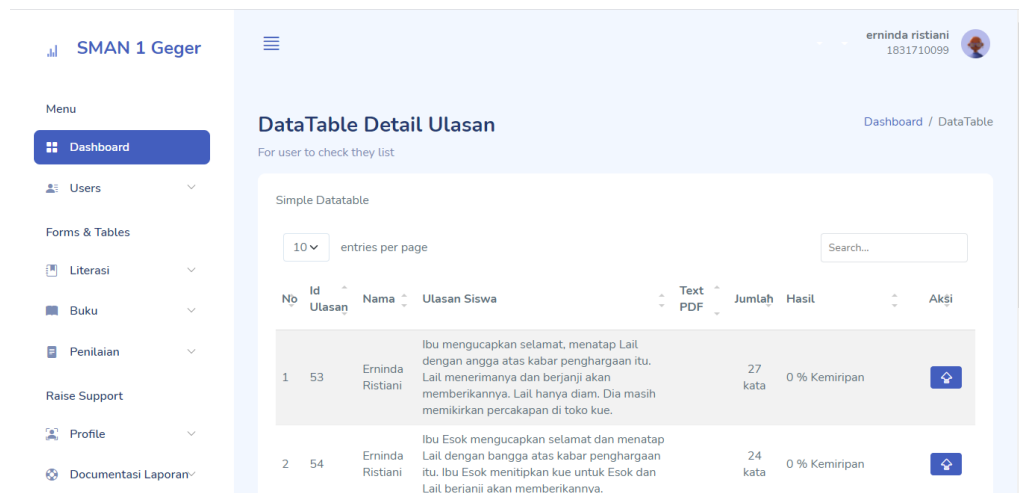 SMAN 1 Geger
erninda ristiani
1831710099
Menu
Dashboard
Users
Forms & Tables
Literasi
Buku
Penilaian
Raise Support
Profile
Documentasi Laporan
DataTable Detail Ulasan
Dashboard / DataTable
For user to check they list
Simple Datatable
10 entries per page
Search...
No Id Ulasan Nama Ulasan Siswa Text PDF Jumlah Hasil Aksi
Ibu mengucapkan selamat, menatap Lail
dengan angga atas kabar penghargaan itu.
1 53 Erninda Ristiani Lail menerimanya dan berjanji akan 27 kata 0 % Kemiripan
memberikannya. Lail hanya diam. Dia masih
memikirkan percakapan di toko kue.
Ibu Esok mengucapkan selamat dan menatap
Lail dengan bangga atas kabar penghargaan
2 54 Erninda Ristiani itu. Ibu Esok menitipkan kue untuk Esok dan 24 kata 0 % Kemiripan
Lail berjanji akan memberikannya.